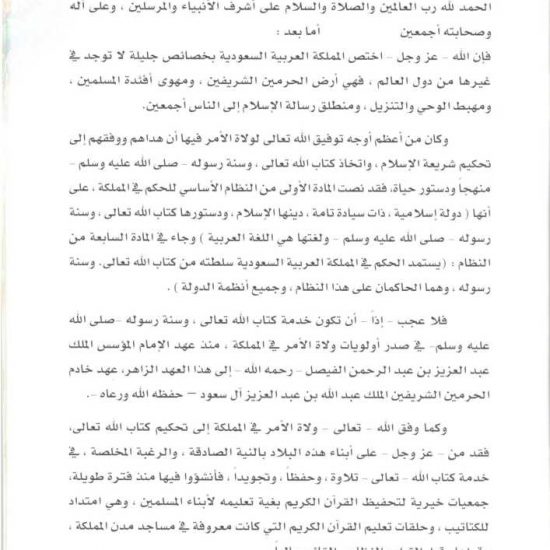 الحمد لله رب العالمين والصلاة والسلام على أشرف الأنبياء والمرسلين ، وعلى آله
وصحابته أجمعين أما بعد :
فإن الله - عز وجل - اختص المملكة العربية السعودية بخصائص جليلة لا توجد في
غيرها من دول العالم ، فهي أرض الحرمين الشريفين ، ومهوى أفئدة المسلمين ،
ومهبط الوحي والتنزيل ، ومنطلق رسالة الإسلام إلى الناس أجمعين.
وكان من أعظم أوجه توفيق الله تعالى لولاة الأمر فيها أن هداهم ووفقهم إلى
تحكيم شريعة الإسلام ، واتخاذ كتاب الله تعالى ، وسنة رسوله - صلى الله عليه وسلم -
منهجاً ودستور حياة، فقد نصت المادة الأولى من النظام الأساسي للحكم في المملكة ، على
أنها ( دولة إسلامية ، ذات سيادة تامة ، دينها الإسلام ، ودستورها كتاب الله تعالى ، وسنة
رسوله - صلى الله عليه وسلم - ولغتها هي اللغة العربية ) وجاء في المادة السابعة من
النظام : ( يستمد الحكم في المملكة العربية السعودية سلطته من كتاب الله تعالى. وسنة
رسوله ، وهما الحاكمان على هذا النظام ، وجميع أنظمة الدولة ) .
فلا عجب - إذاً - أن تكون خدمة كتاب الله تعالى ، وسنة رسوله -صلى الله
عليه وسلم- في صدر أولويات ولاة الأمر في المملكة ، منذ عهد الإمام المؤسس الملك
عبد العزيز بن عبد الرحمن الفيصل - رحمه الله - إلى هذا العهد الزاهر، عهد خادم
الحرمين الشريفين الملك عبد الله بن عبد العزيز آل سعود – حفظه الله ورعاه -.
وكما وفق الله - تعالى - ولاة الأمر في المملكة إلى تحكيم كتاب الله تعالى،
فقد من - عز وجل - على أبناء هذه البلاد بالنية الصادقة ، والرغبة المخلصة ، في
خدمة كتاب الله - تعالى - تلاوة ، وحفظاً ، وتجويداً ، فأنشؤوا فيها منذ فترة طويلة،
جمعيات خيرية لتحفيظ القرآن الكريم بغية تعليمه لأبناء المسلمين ، وهي امتداد
للكتاتيب ، وحلقات تعليم القرآن الكريم التي كانت معروفة في مساجد مدن المملكة ،